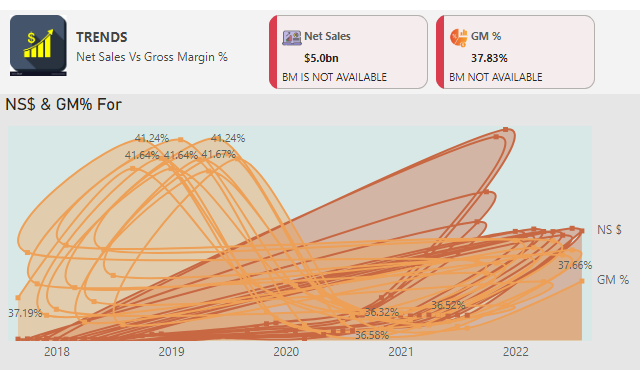 $
TRENDS
Net Sales Vs Gross Margin %
Net Sales
$5.0bn
BM IS NOT AVAILABLE
GM %
37.83%
BM NOT AVAILABLE
NS$ & GM% For
41.24%
41.24%
41.64%
41.64%
41.67%
NS $
37.66%
GM %
37.19%
36.32%
36.52%
36.58%
2018
2019
2020
2021
2022